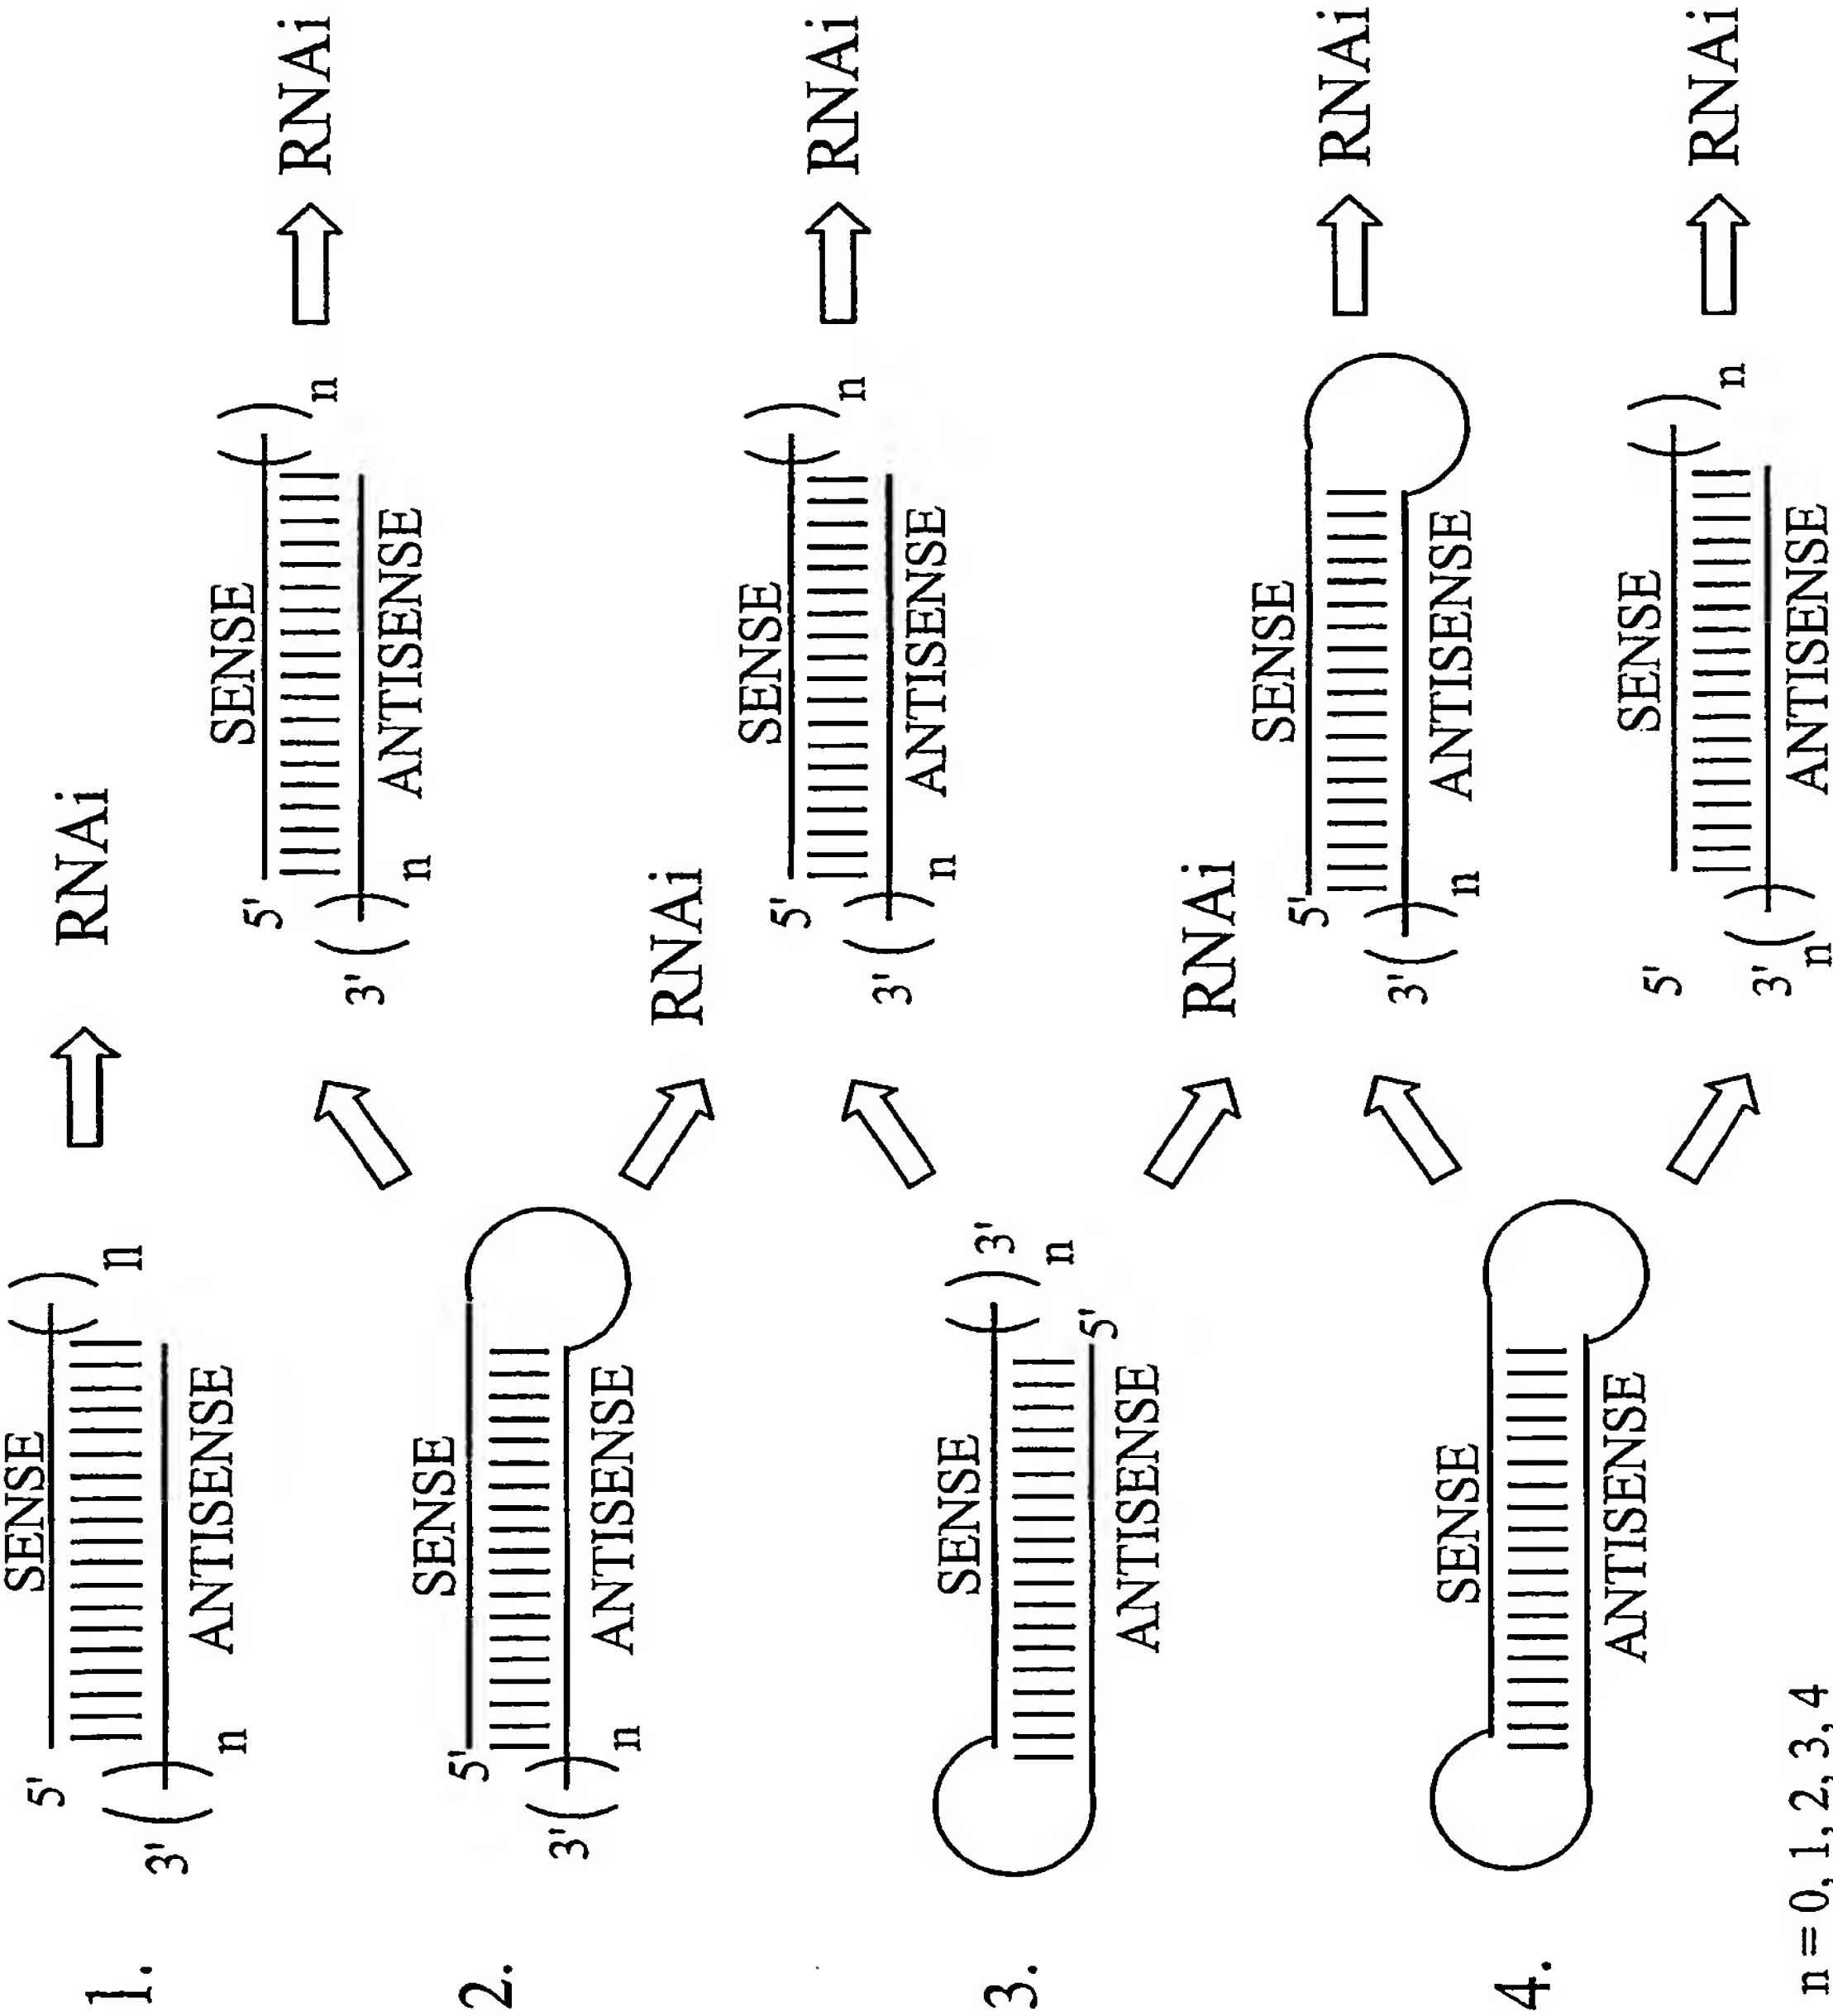 1.
SENSE
5'
( ) n
3' ( ) n
ANTISENSE
RNAi
2.
SENSE
5'
3' ( ) n
ANTISENSE
SENSE
5'
( ) n
3' ( ) n
ANTISENSE
RNAi
RNAi
3.
SENSE
( ) 3'
n
5'
ANTISENSE
SENSE
5'
( ) n
3' ( ) n
ANTISENSE
RNAi
RNAi
4.
SENSE
ANTISENSE
SENSE
5'
3' ( ) n
ANTISENSE
RNAi
SENSE
5'
( ) n
3' ( ) n
ANTISENSE
RNAi
n = 0, 1, 2, 3, 4